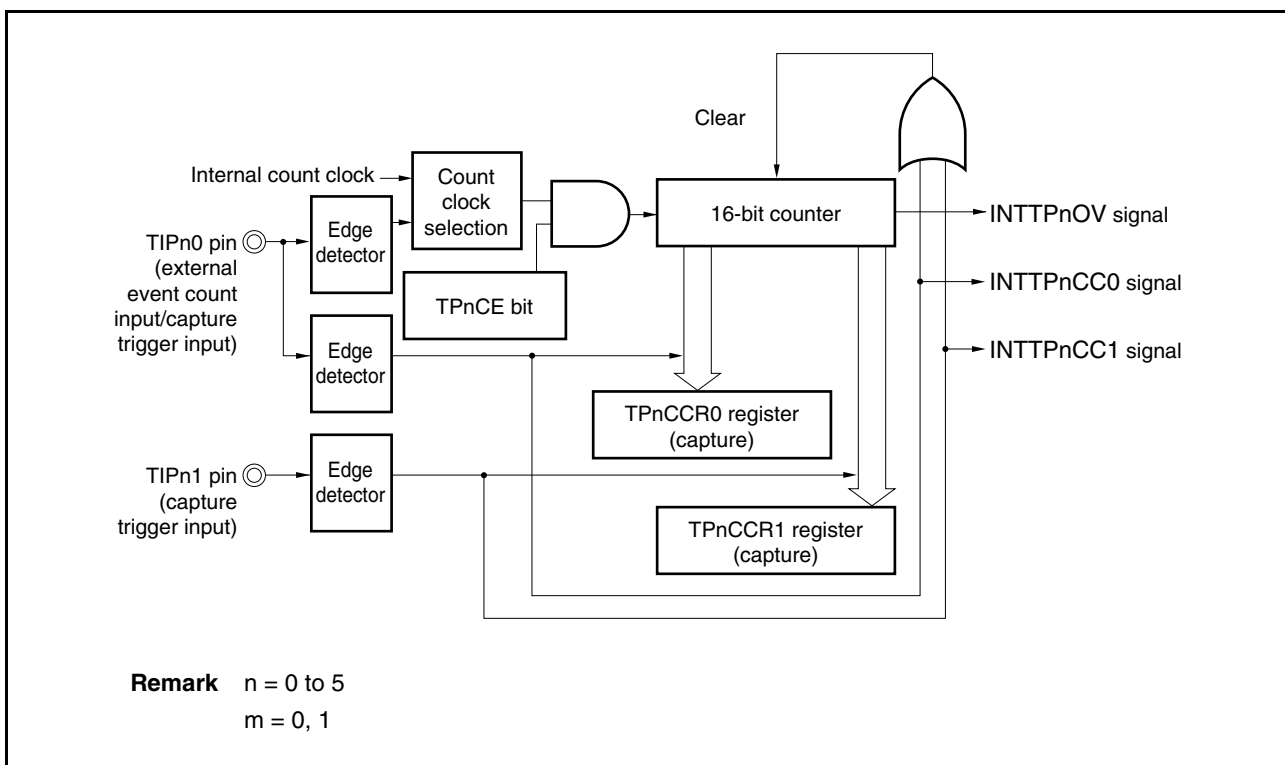 Clear
Internal count clock
Count
clock
selection
Edge
detector
TIPn0 pin
(external
event count
input/capture
trigger input)
16-bit counter
INTTPnOV signal
TPnCE bit
INTTPnCC0 signal
Edge
detector
INTTPnCC1 signal
TPnCCR0 register
(capture)
TIPn1 pin
(capture
trigger input)
Edge
detector
TPnCCR1 register
(capture)
Remark n = 0 to 5
m = 0, 1